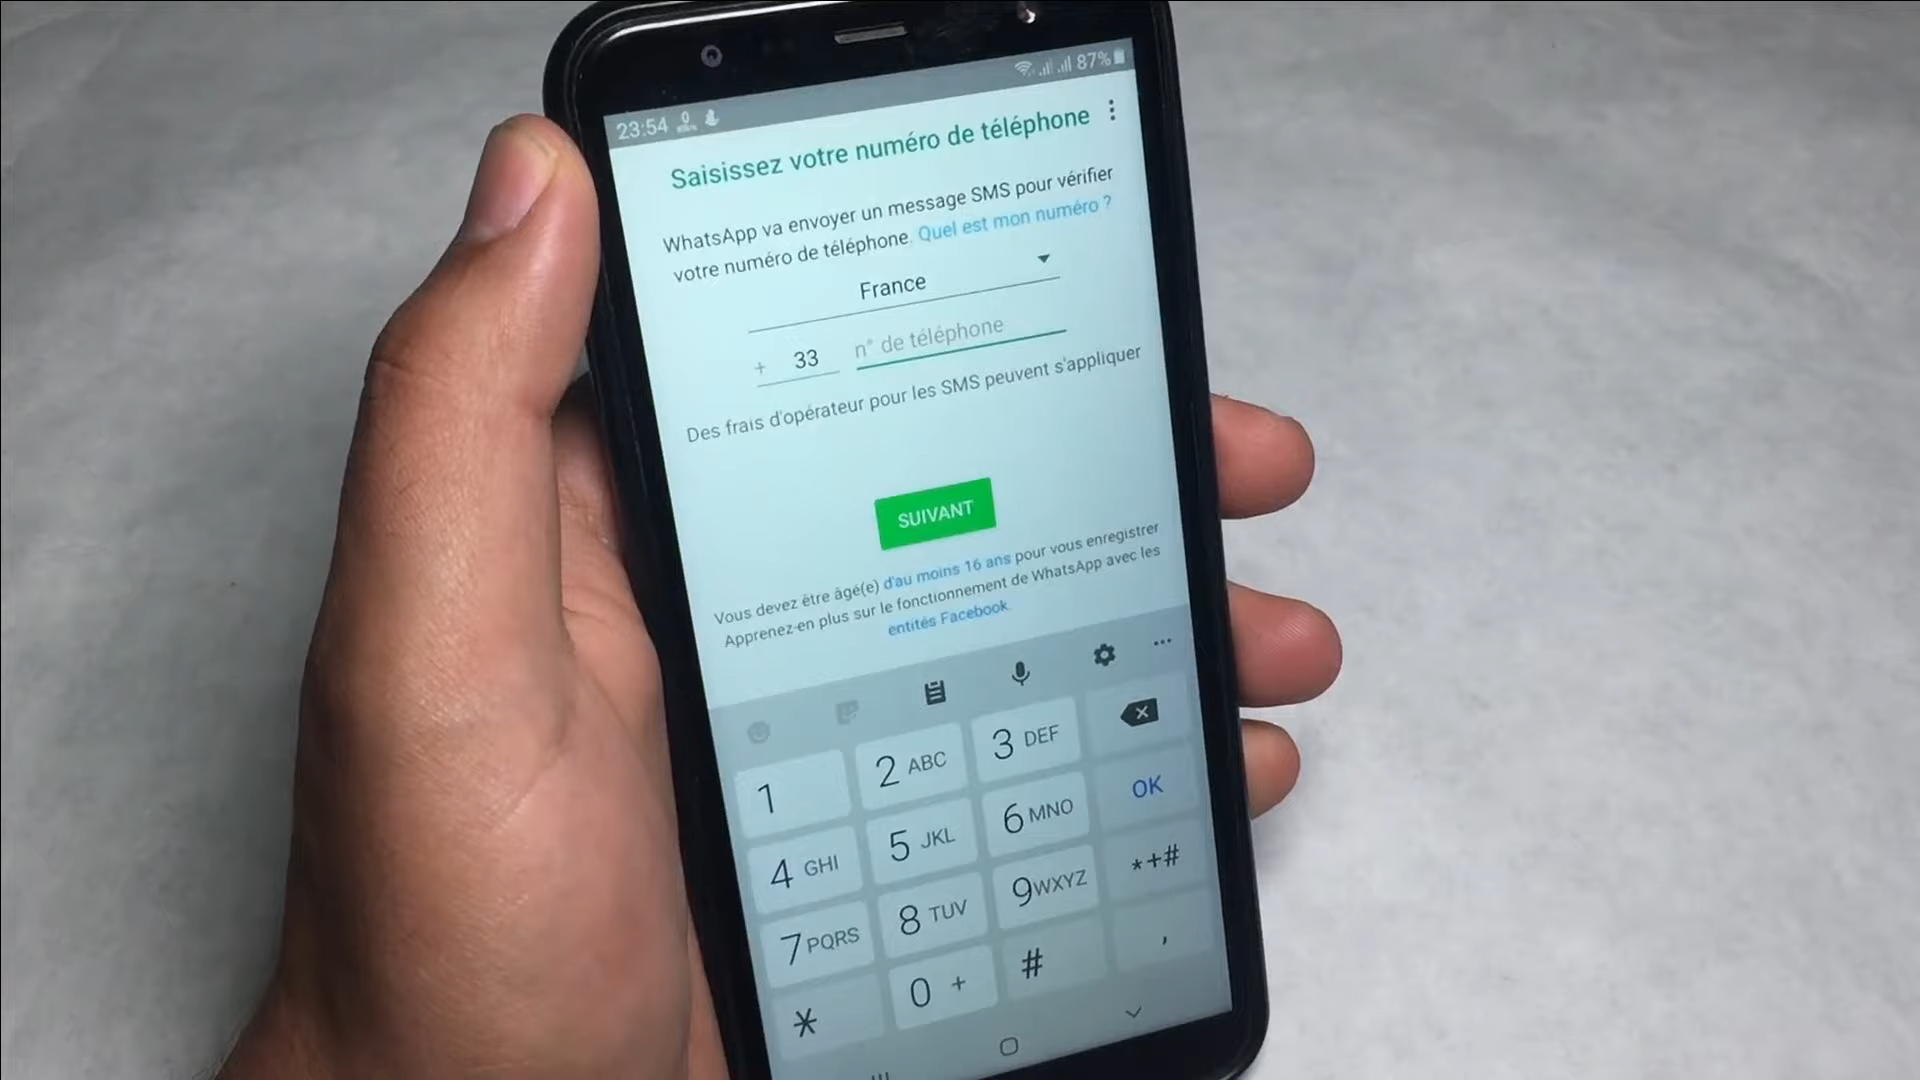 23:54
87%
Saisissez votre numéro de téléphone
WhatsApp va envoyer un message SMS pour vérifier
votre numéro de téléphone. Quel est mon numéro ?
France
+ 33 n° de téléphone
Des frais d'opérateur pour les SMS peuvent s'appliquer
SUIVANT
Vous devez être âgé(e) d'au moins 16 ans pour vous enregistrer
Apprenez-en plus sur le fonctionnement de WhatsApp avec les
entités Facebook.
1 2 ABC 3 DEF
4 GHI 5 JKL 6 MNO OK
7 PQRS 8 TUV 9 WXYZ *+#
* 0 + # ,